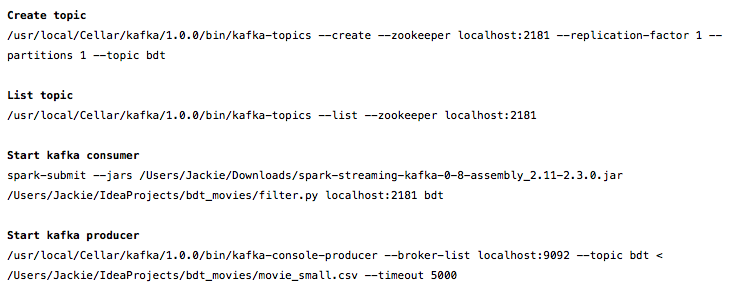 Create topic
/usr/local/Cellar/kafka/1.0.0/bin/kafka-topics --create --zookeeper localhost:2181 --replication-factor 1 --
partitions 1 --topic bdt
List topic
/usr/local/Cellar/kafka/1.0.0/bin/kafka-topics --list --zookeeper localhost:2181
Start kafka consumer
spark-submit --jars /Users/Jackie/Downloads/spark-streaming-kafka-0-8-assembly_2.11-2.3.0.jar
/Users/Jackie/IdeaProjects/bdt_movies/filter.py localhost:2181 bdt
Start kafka producer
/usr/local/Cellar/kafka/1.0.0/bin/kafka-console-producer --broker-list localhost:9092 --topic bdt <
/Users/Jackie/IdeaProjects/bdt_movies/movie_small.csv --timeout 5000